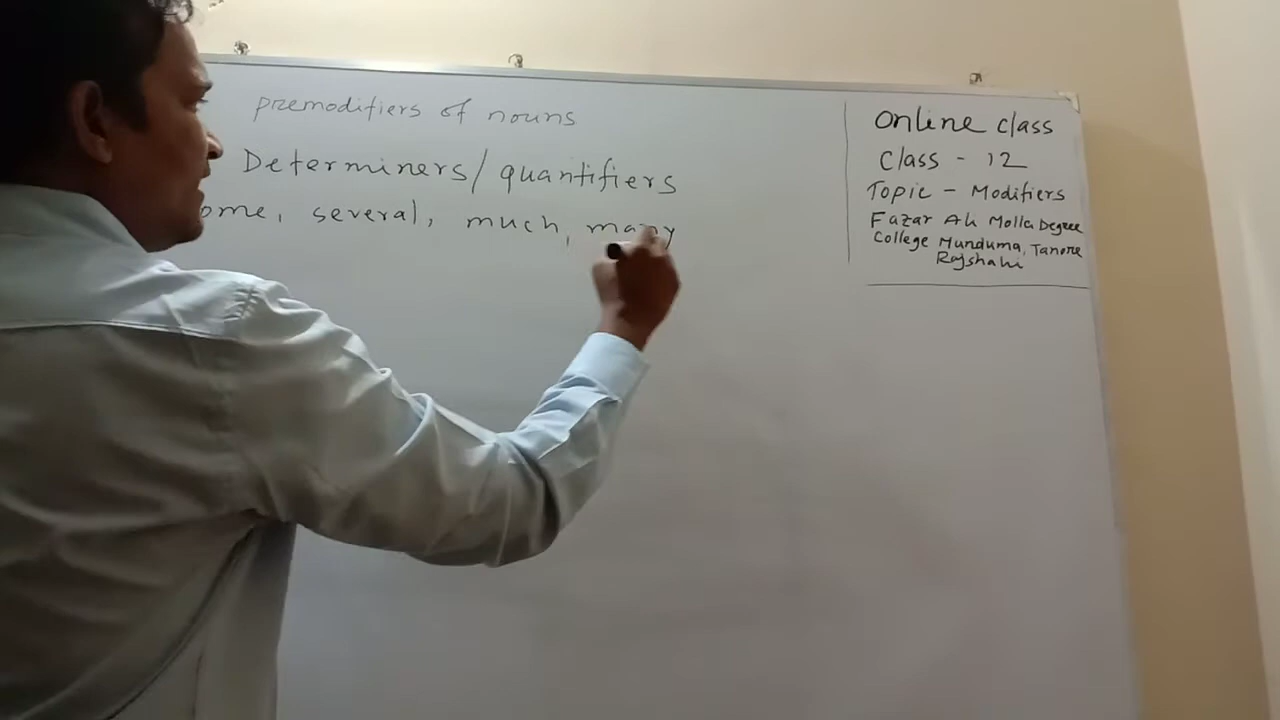 premodifiers of nouns
Determiners/quantifiers
ome, several, much, many
Online class
Class - 12
Topic - Modifiers
Fazar Ali Molla Degree
College Munduma, Tanore
Rajshahi